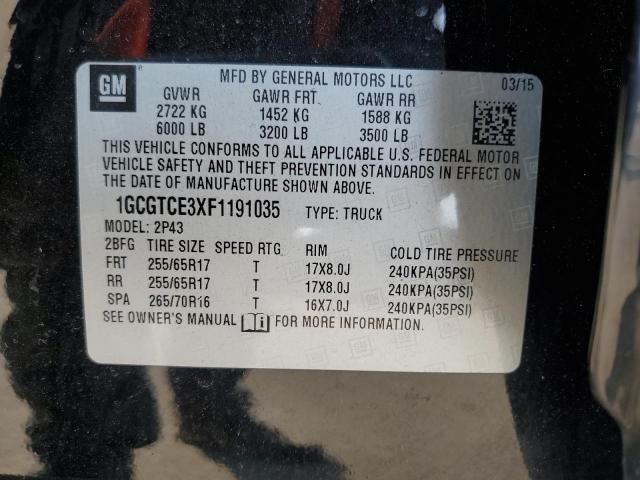 GM
MFD BY GENERAL MOTORS LLC 03/15
GVWR GAWR FRT. GAWR RR
2722 KG 1452 KG 1588 KG
6000 LB 3200 LB 3500 LB
THIS VEHICLE CONFORMS TO ALL APPLICABLE U.S. FEDERAL MOTOR
VEHICLE SAFETY AND THEFT PREVENTION STANDARDS IN EFFECT ON
THE DATE OF MANUFACTURE SHOWN ABOVE.
1GCGTCE3XF1191035 TYPE: TRUCK
MODEL: 2P43
2BFG TIRE SIZE SPEED RTG. RIM COLD TIRE PRESSURE
FRT 255/65R17 T 17X8.0J 240KPA(35PSI)
RR 255/65R17 T 17X8.0J 240KPA(35PSI)
SPA 265/70R16 T 16X7.0J 240KPA(35PSI)
SEE OWNER'S MANUAL FOR MORE INFORMATION.